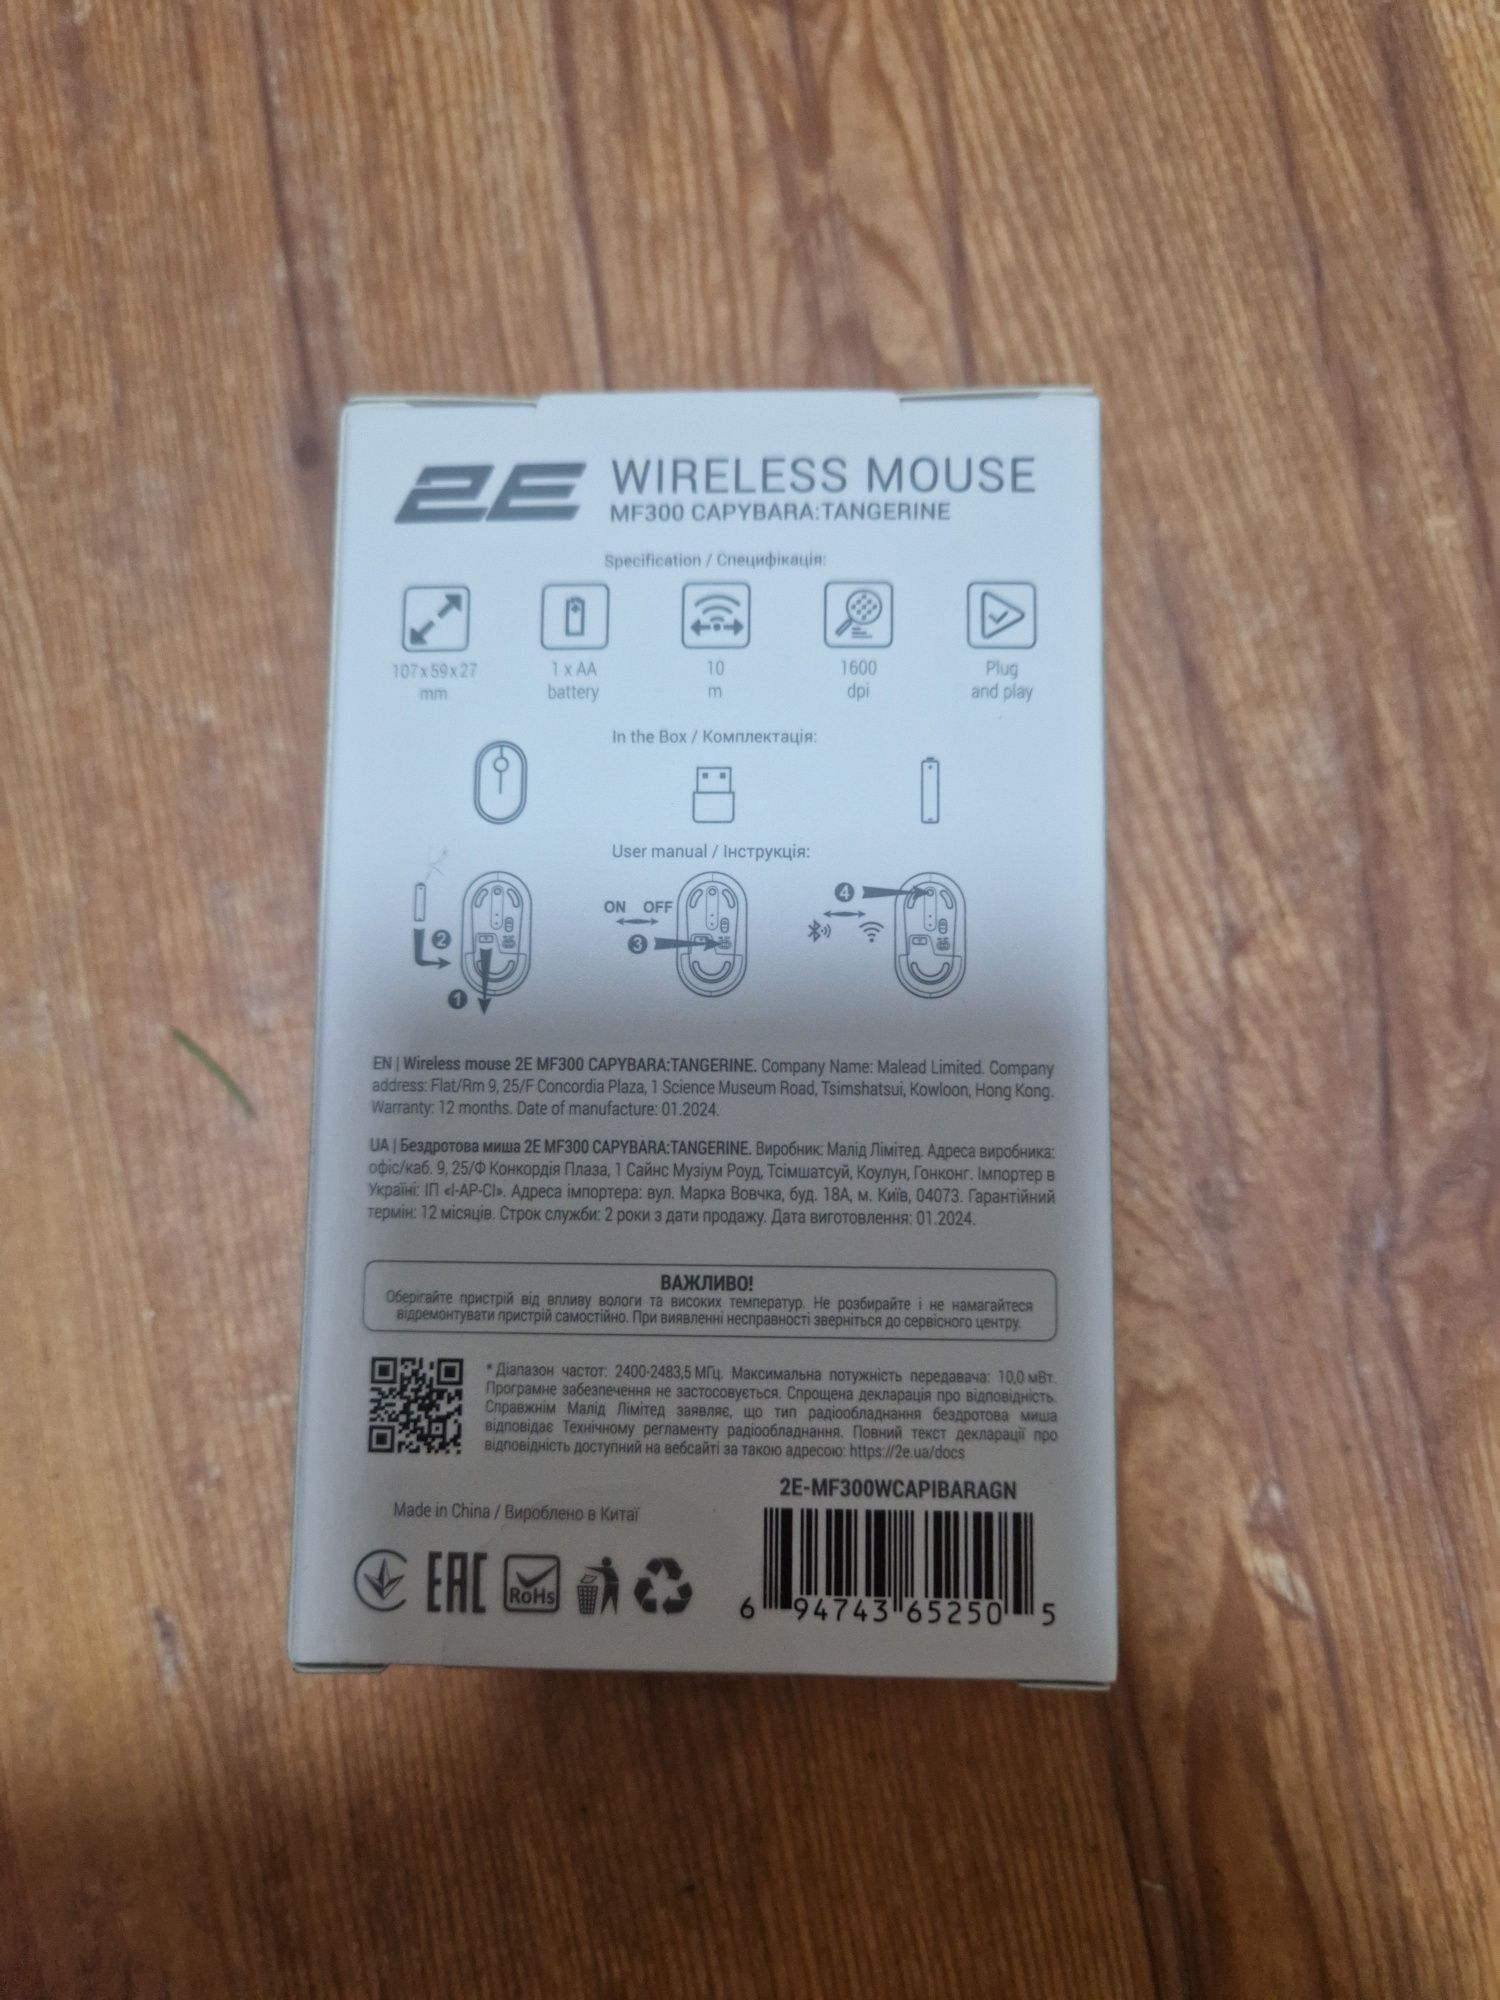 2E WIRELESS MOUSE
MF300 CAPYBARA:TANGERINE
Specification / Специфікація:
107x59x27 mm
1 x AA battery
10 m
1600 dpi
Plug and play
In the Box / Комплектація:
User manual / Інструкція:
2
1
ON OFF
3
4
EN | Wireless mouse 2E MF300 CAPYBARA:TANGERINE. Company Name: Malead Limited. Company
address: Flat/Rm 9, 25/F Concordia Plaza, 1 Science Museum Road, Tsimshatsui, Kowloon, Hong Kong.
Warranty: 12 months. Date of manufacture: 01.2024.
UA | Бездротова миша 2E MF300 CAPYBARA:TANGERINE. Виробник: Малід Лімітед. Адреса виробника:
офіс/каб. 9, 25/Ф Конкордія Плаза, 1 Сайнс Музіум Роуд, Тсімшатсуй, Коулун, Гонконг. Імпортер в
Україні: ІП «І-АР-СІ». Адреса імпортера: вул. Марка Вовчка, буд. 18А, м. Київ, 04073. Гарантійний
термін: 12 місяців. Строк служби: 2 роки з дати продажу. Дата виготовлення: 01.2024.
ВАЖЛИВО!
Оберігайте пристрій від впливу вологи та високих температур. Не розбирайте і не намагайтеся
відремонтувати пристрій самостійно. При виявленні несправності зверніться до сервісного центру.
* Діапазон частот: 2400-2483,5 МГц. Максимальна потужність передавача: 10,0 мВт.
Програмне забезпечення не застосовується. Спрощена декларація про відповідність.
Справжнім Малід Лімітед заявляє, що тип радіообладнання бездротова миша
відповідає Технічному регламенту радіообладнання. Повний текст декларації про
відповідність доступний на вебсайті за такою адресою: https://2e.ua/docs
2E-MF300WCAPIBARAGN
Made in China / Вироблено в Китаї
EAC RoHs
6 947436 52505